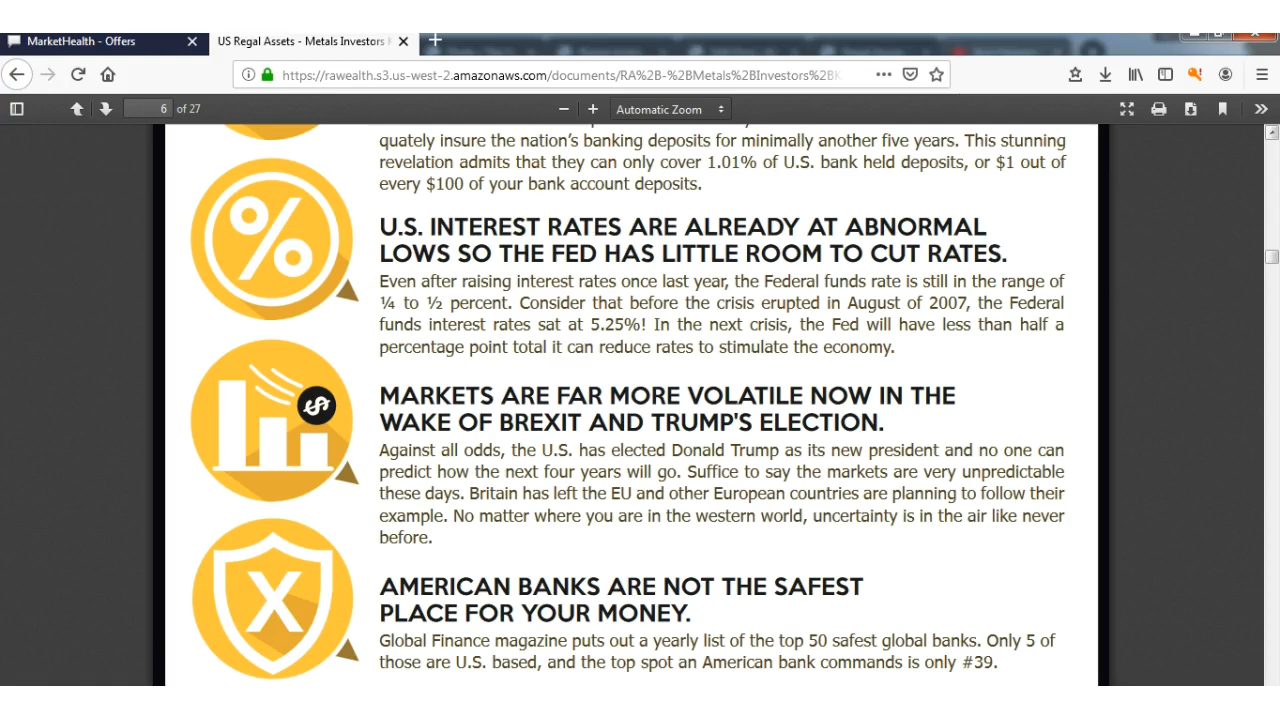 MarketHealth - Offers
US Regal Assets - Metals Investors
https://rawealth.s3.us-west-2.amazonaws.com/documents/RA%2B-%2BMetals%2BInvestors%2BK
6 of 27
Automatic Zoom
quately insure the nation’s banking deposits for minimally another five years. This stunning
revelation admits that they can only cover 1.01% of U.S. bank held deposits, or $1 out of
every $100 of your bank account deposits.
%
U.S. INTEREST RATES ARE ALREADY AT ABNORMAL
LOWS SO THE FED HAS LITTLE ROOM TO CUT RATES.
Even after raising interest rates once last year, the Federal funds rate is still in the range of
¼ to ½ percent. Consider that before the crisis erupted in August of 2007, the Federal
funds interest rates sat at 5.25%! In the next crisis, the Fed will have less than half a
percentage point total it can reduce rates to stimulate the economy.
$
MARKETS ARE FAR MORE VOLATILE NOW IN THE
WAKE OF BREXIT AND TRUMP'S ELECTION.
Against all odds, the U.S. has elected Donald Trump as its new president and no one can
predict how the next four years will go. Suffice to say the markets are very unpredictable
these days. Britain has left the EU and other European countries are planning to follow their
example. No matter where you are in the western world, uncertainty is in the air like never
before.
X
AMERICAN BANKS ARE NOT THE SAFEST
PLACE FOR YOUR MONEY.
Global Finance magazine puts out a yearly list of the top 50 safest global banks. Only 5 of
those are U.S. based, and the top spot an American bank commands is only #39.